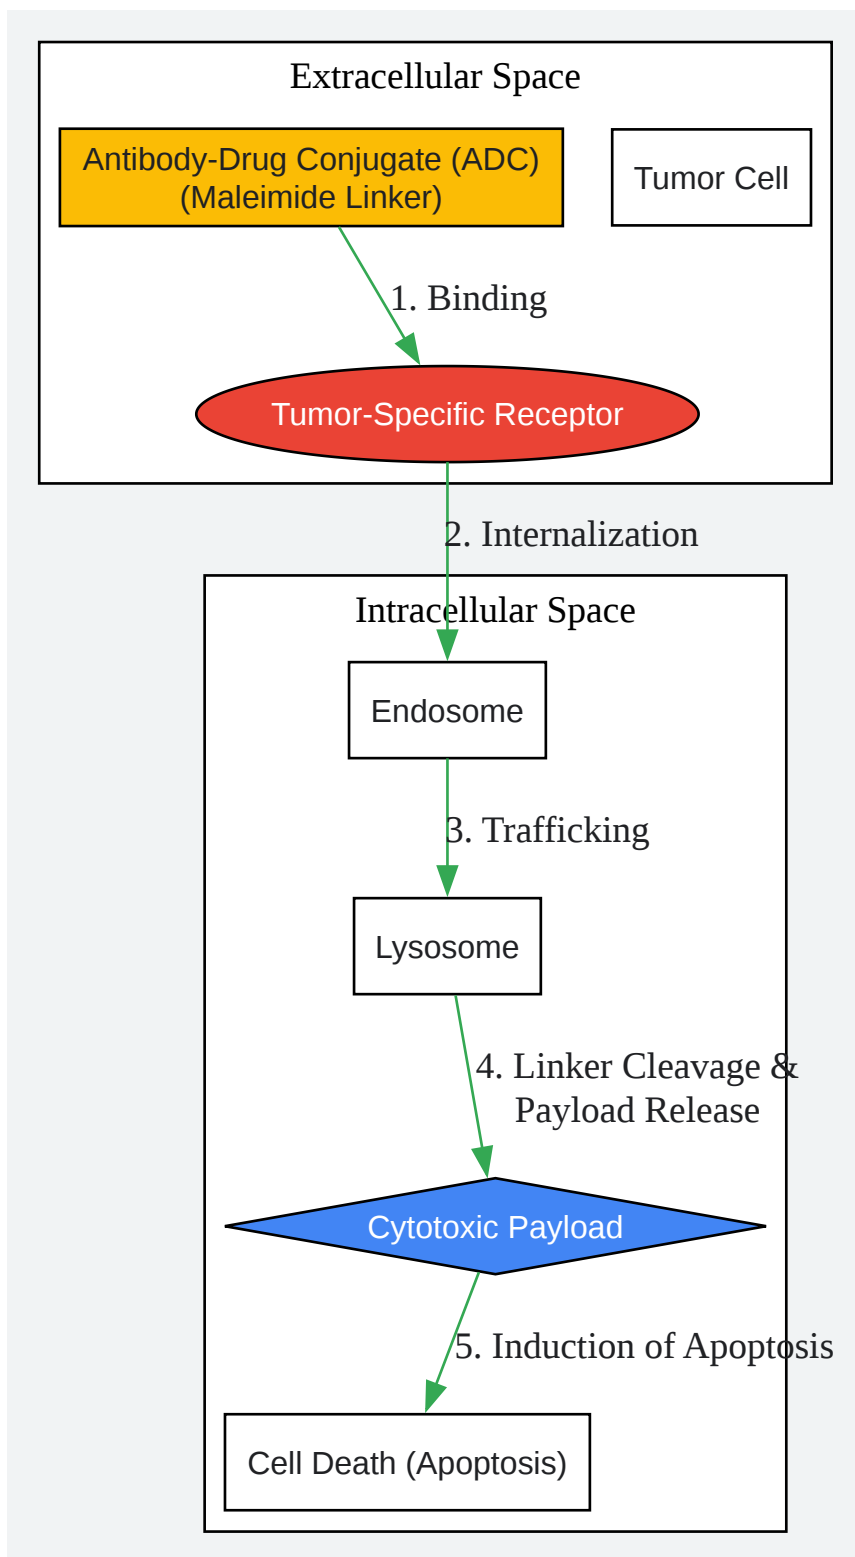 Extracellular Space
Antibody-Drug Conjugate (ADC)
(Maleimide Linker)
Tumor Cell
1. Binding
Tumor-Specific Receptor
2. Internalization
Intracellular Space
Endosome
3. Trafficking
Lysosome
4. Linker Cleavage &
Payload Release
Cytotoxic Payload
5. Induction of Apoptosis
Cell Death (Apoptosis)